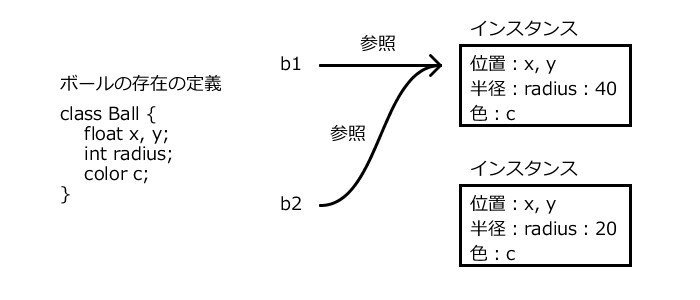 ボールの存在の定義
class Ball {
float x, y;
int radius;
color c;
}
b1
参照
参照
b2
インスタンス
位置：x, y
半径：radius：40
色：c
インスタンス
位置：x, y
半径：radius：20
色：c